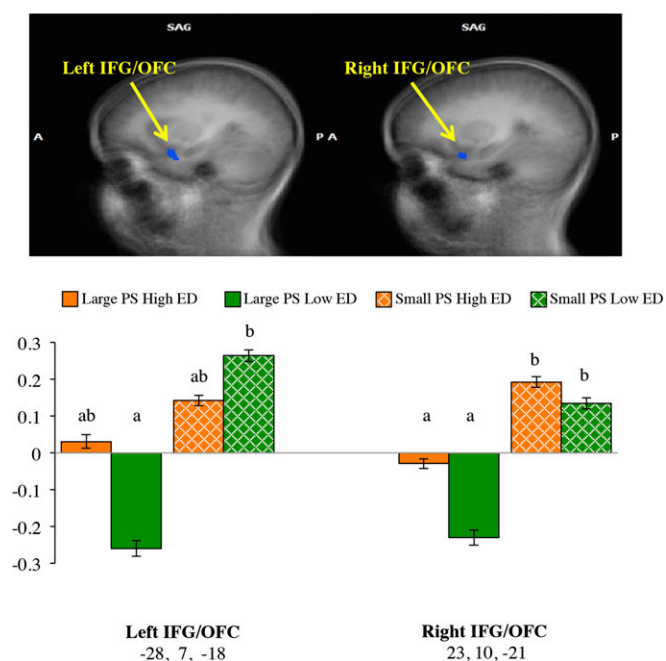 SAG SAG
Left IFG/OFC Right IFG/OFC
A P A P
Large PS High ED Large PS Low ED Small PS High ED Small PS Low ED
0.3
0.2
0.1
0
-0.1
-0.2
-0.3
ab a ab b a a b b
Left IFG/OFC Right IFG/OFC
-28, 7, -18 23, 10, -21